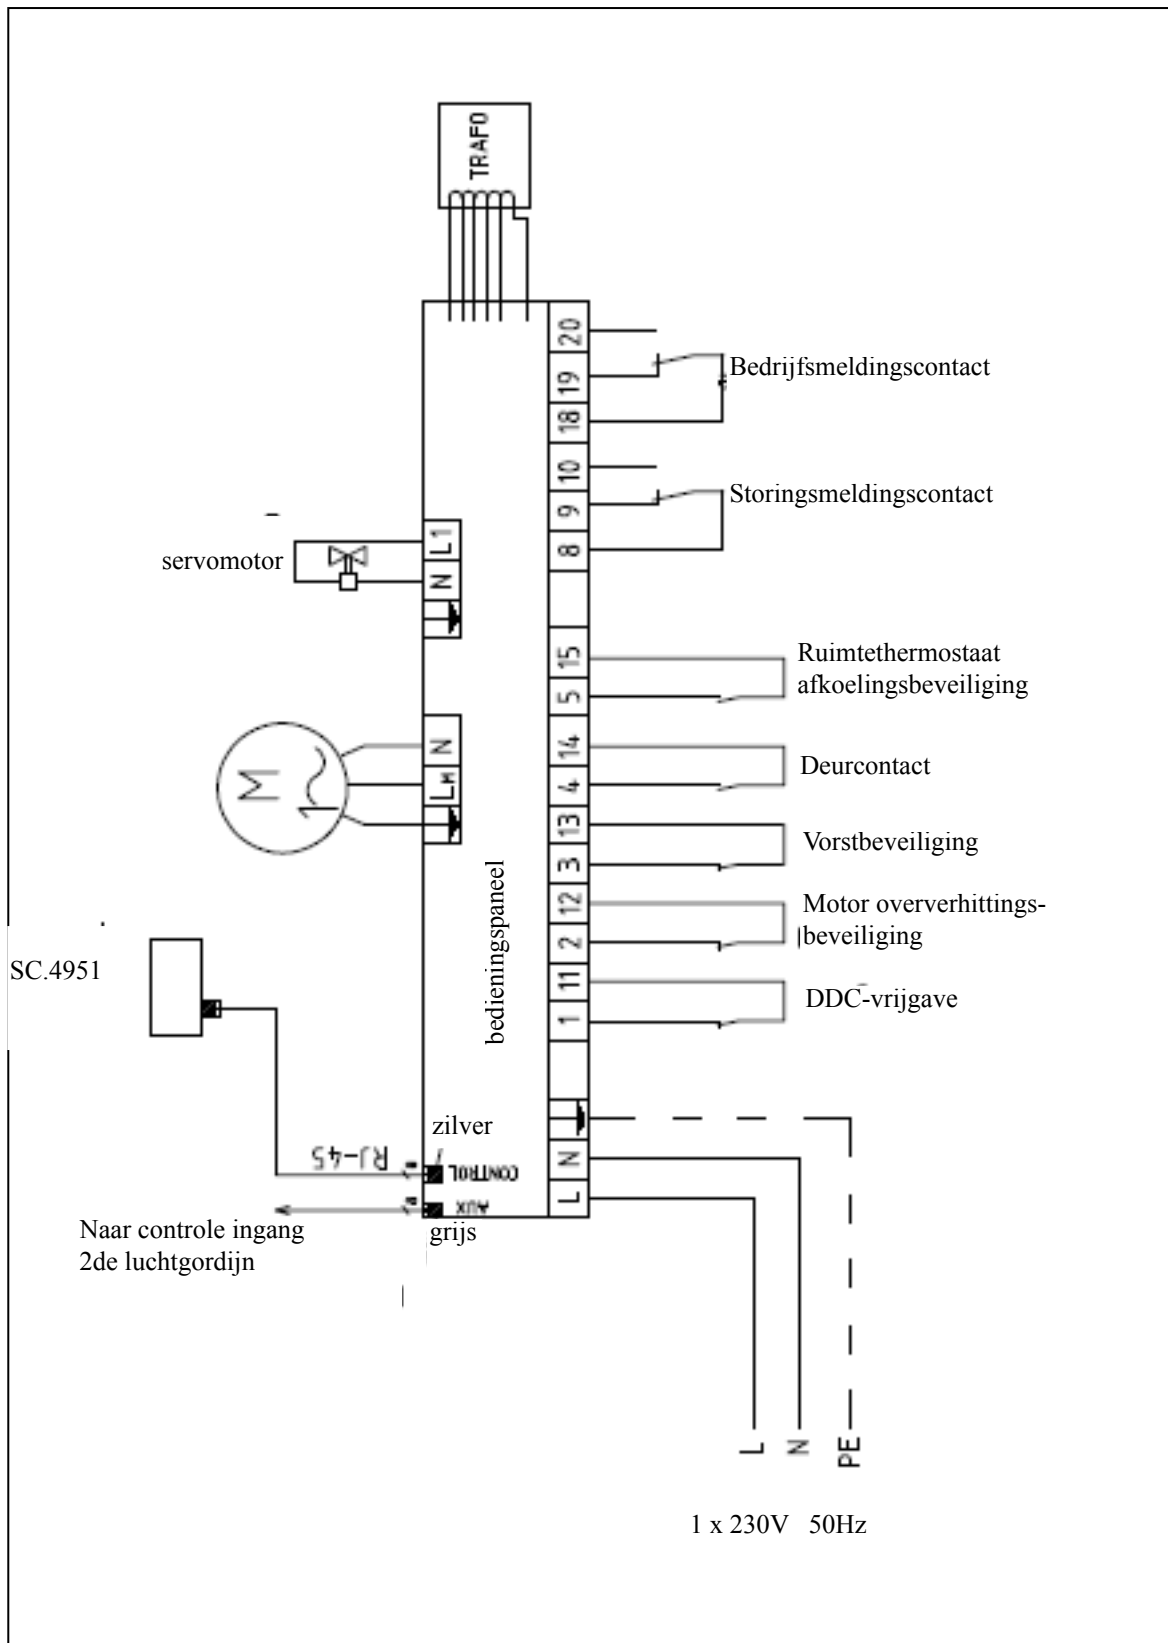 TRAFO
20
19
18
10
9
8
15
5
14
4
13
3
12
2
11
1
N
L
Bedrijfsmeldingscontact
Storingsmeldingscontact
Ruimtethermostaat
afkoelingsbeveiliging
Deurcontact
Vorstbeveiliging
Motor oververhittings-
beveiliging
DDC-vrijgave
servomotor
L1
N
M
1~
N
LM
bedieningspaneel
SC.4951
zilver
RJ-45
CONTROL
AUX
grijs
Naar controle ingang
2de luchtgordijn
L
N
PE
1 x 230V 50Hz